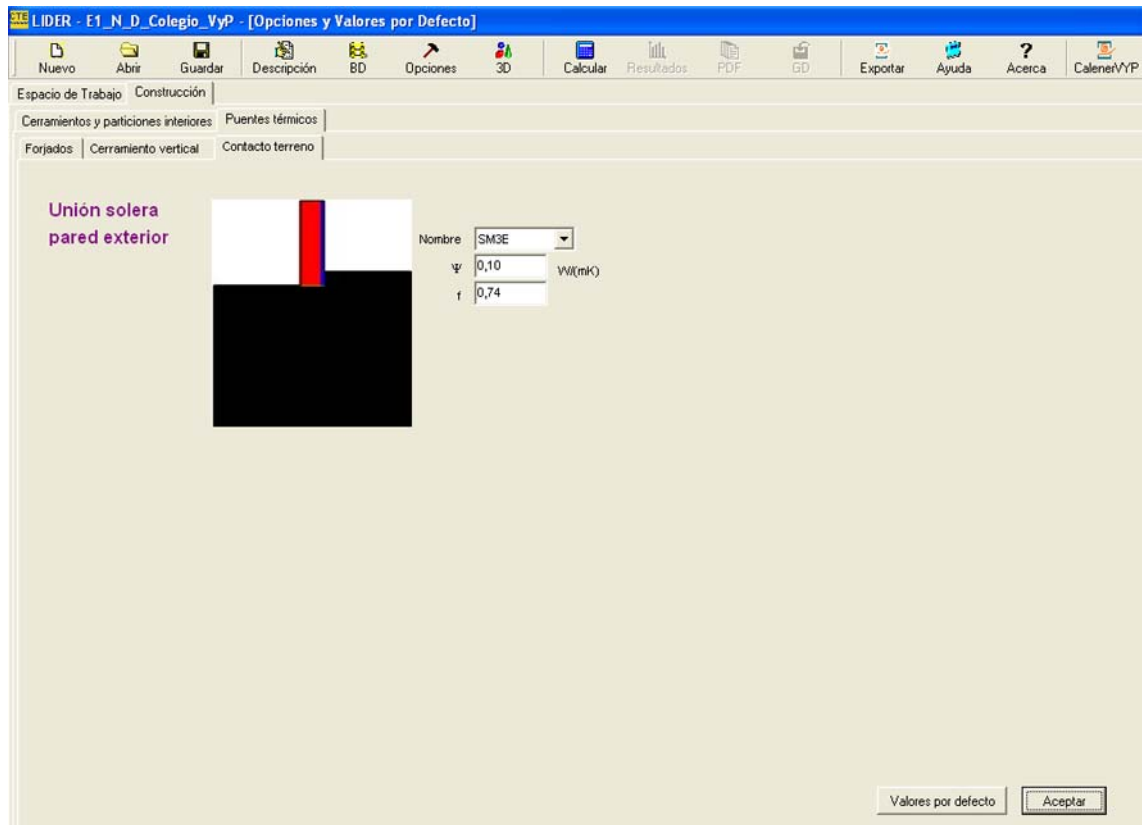 CTE LIDER - E1_N_D_Colegio_VyP - [Opciones y Valores por Defecto]
Nuevo Abrir Guardar Descripción BD Opciones 3D Calcular Resultados PDF GD Exportar Ayuda Acerca CalenerVYP
Espacio de Trabajo Construcción
Cerramientos y particiones interiores Puentes térmicos
Forjados Cerramiento vertical Contacto terreno
Unión solera
pared exterior
Nombre SM3E
Ψ 0,10 W/(mK)
f 0,74
Valores por defecto Aceptar